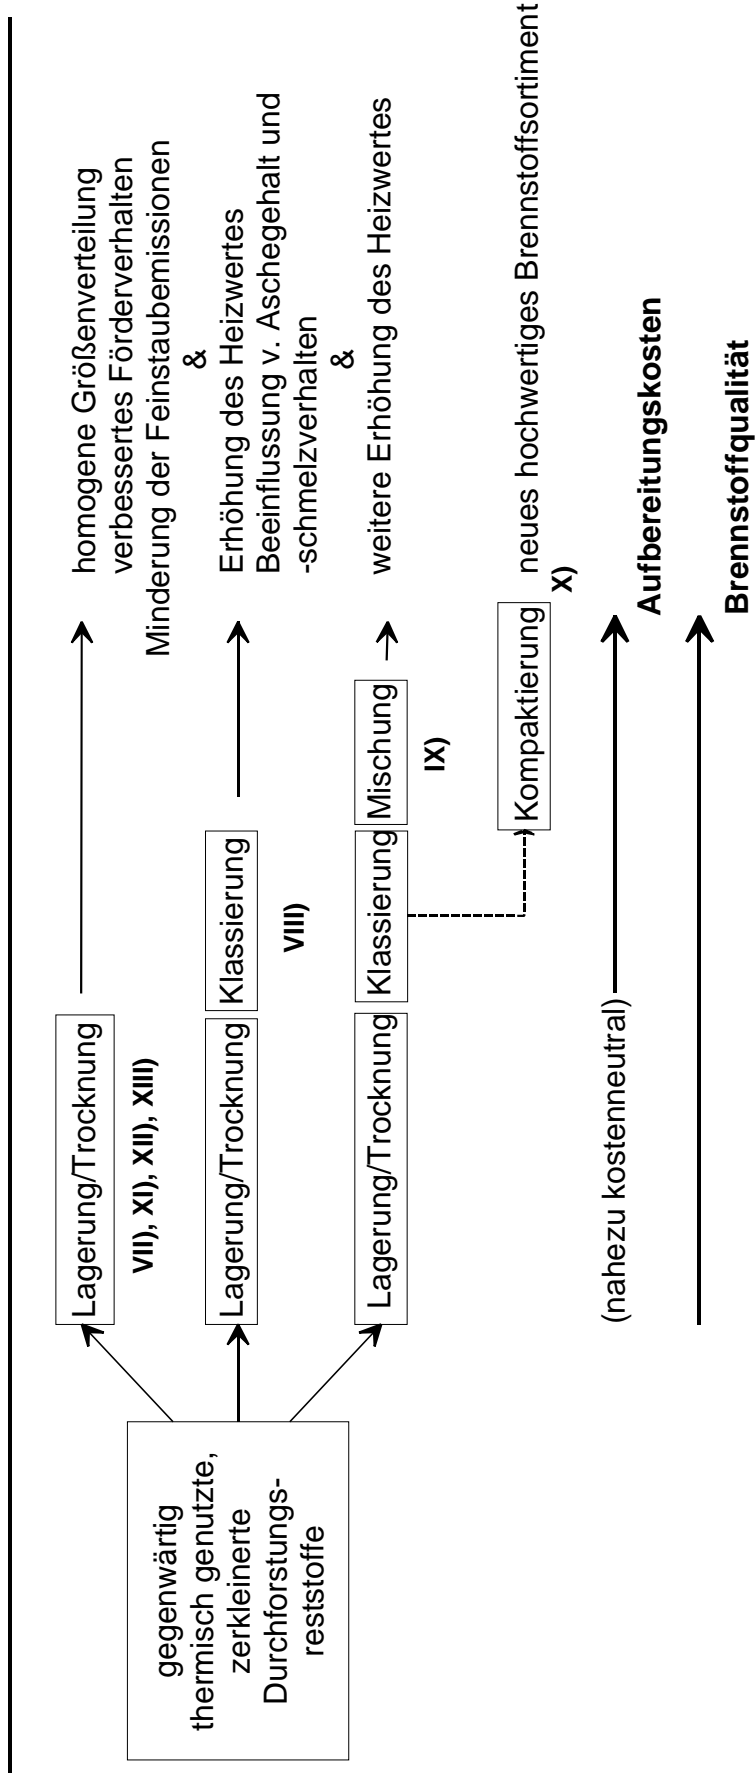 gegenwärtig
thermisch genutzte,
zerkleinerte
Durchforstungs-
reststoffe
Lagerung/Trocknung
VII), XI), XII), XIII)
homogene Größenverteilung
verbessertes Förderverhalten
Minderung der Feinstaubemissionen
&
Lagerung/Trocknung
Klassierung
VIII)
Erhöhung des Heizwertes
Beeinflussung v. Aschegehalt und
-schmelzverhalten
&
Lagerung/Trocknung
Klassierung
Mischung
IX)
weitere Erhöhung des Heizwertes
Kompaktierung
X)
neues hochwertiges Brennstoffsortiment
(nahezu kostenneutral)
Aufbereitungskosten
Brennstoffqualität